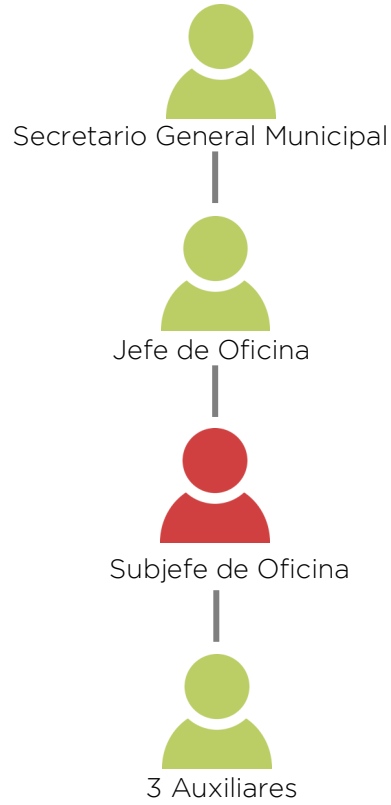 Secretario General Municipal
Jefe de Oficina
Subjefe de Oficina
3 Auxiliares